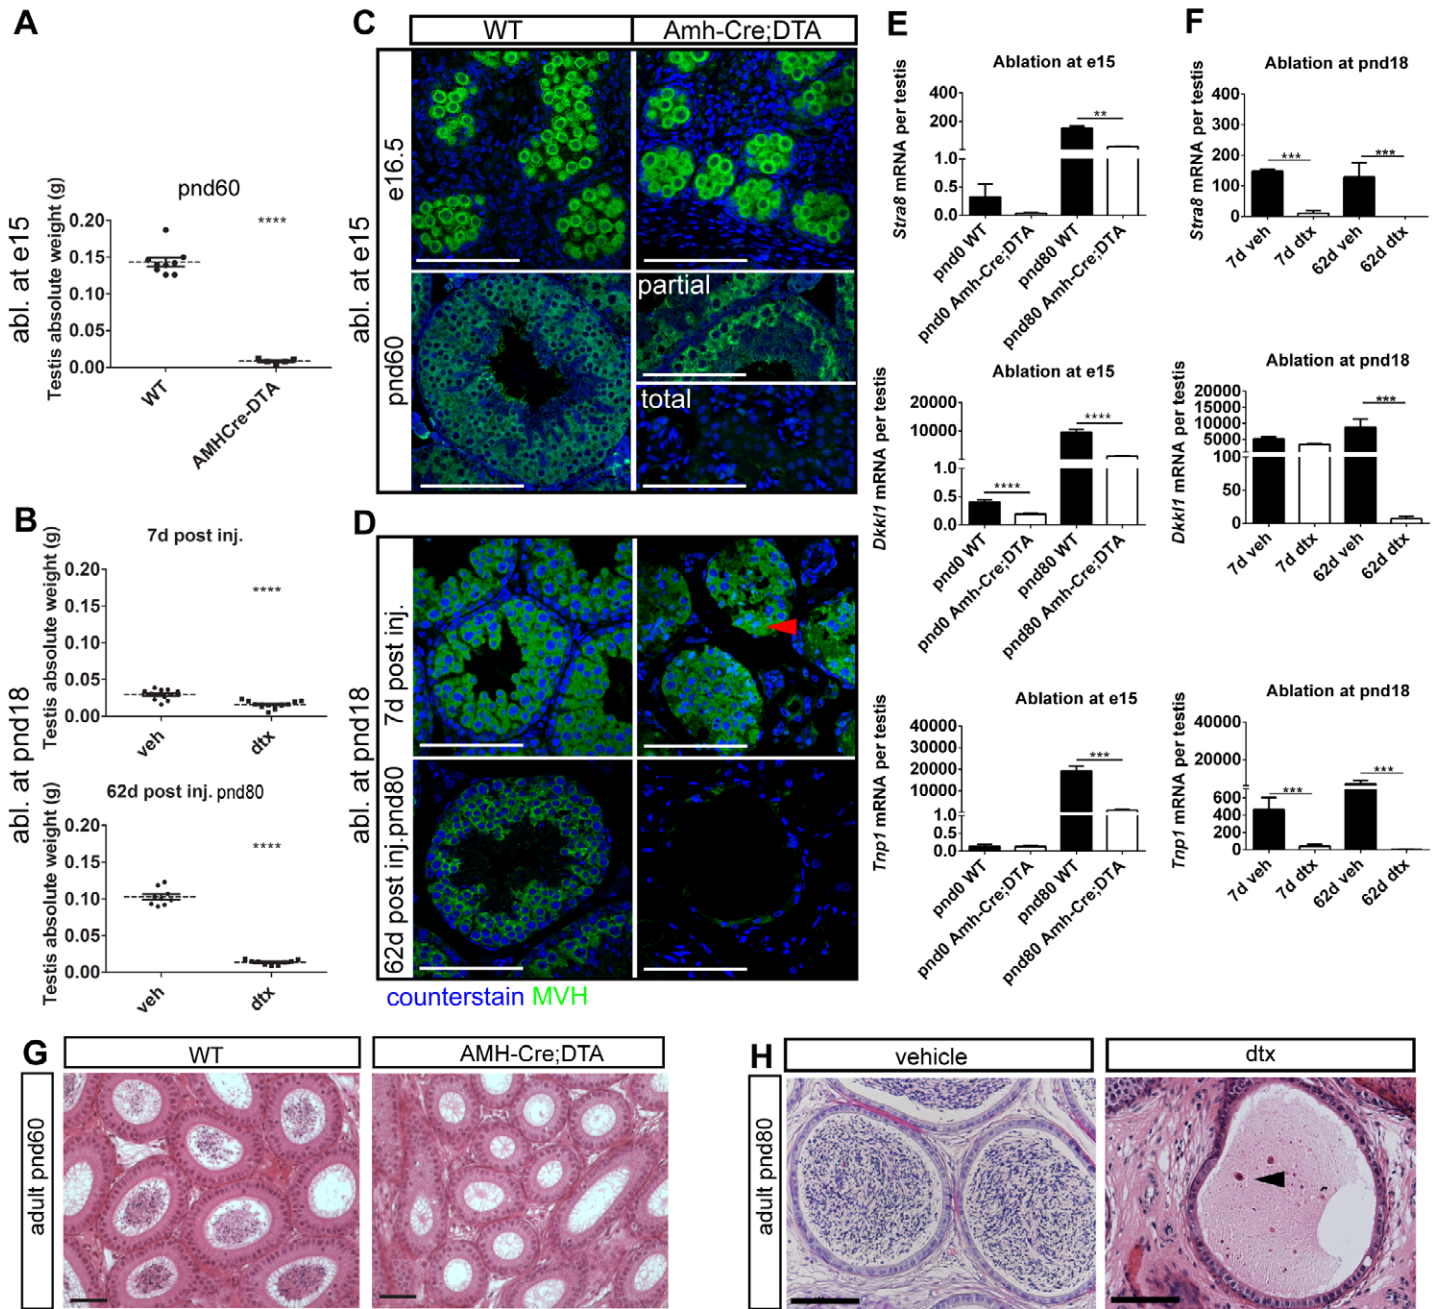 A
abl. at e15
pnd60
Testis absolute weight (g)
0.20
0.15
0.10
0.05
0.00
****
WT
AMHCre-DTA
B
abl. at pnd18
7d post inj.
Testis absolute weight (g)
0.20
0.15
0.10
0.05
0.00
****
veh
dtx
62d post inj. pnd80
Testis absolute weight (g)
0.20
0.15
0.10
0.05
0.00
****
veh
dtx
C
WT
Amh-Cre;DTA
abl. at e15
e16.5
pnd60
partial
total
D
abl. at pnd18
7d post inj.
62d post inj.pnd80
counterstain MVH
E
Ablation at e15
Stra8 mRNA per testis
400
200
1.0
0.5
0.0
**
pnd0 WT
pnd0 Amh-Cre;DTA
pnd80 WT
pnd80 Amh-Cre;DTA
Ablation at e15
Dkkl1 mRNA per testis
20000
10000
1.0
0.5
0.0
****
****
pnd0 WT
pnd0 Amh-Cre;DTA
pnd80 WT
pnd80 Amh-Cre;DTA
Ablation at e15
Tnp1 mRNA per testis
40000
30000
20000
10000
1.0
0.5
0.0
***
pnd0 WT
pnd0 Amh-Cre;DTA
pnd80 WT
pnd80 Amh-Cre;DTA
F
Ablation at pnd18
Stra8 mRNA per testis
400
300
200
100
0
***
***
7d veh
7d dtx
62d veh
62d dtx
Ablation at pnd18
Dkkl1 mRNA per testis
20000
15000
10000
5000
100
50
0
***
7d veh
7d dtx
62d veh
62d dtx
Ablation at pnd18
Tnp1 mRNA per testis
40000
20000
600
400
200
0
***
***
7d veh
7d dtx
62d veh
62d dtx
G
WT
AMH-Cre;DTA
adult pnd60
H
vehicle
dtx
adult pnd80